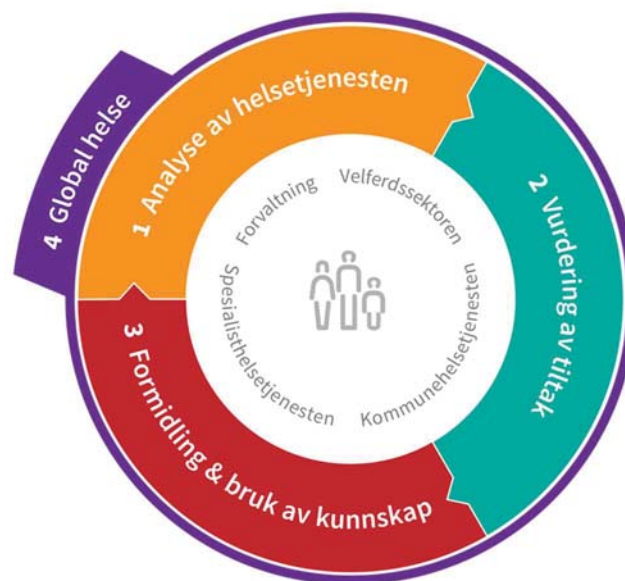 1 Analyse av helsetjenesten
2 Vurdering av tiltak
3 Formidling & bruk av kunnskap
4 Global helse
Forvaltning
Velferdssektoren
Kommunehelsetjenesten
Spesialisthelsetjenesten